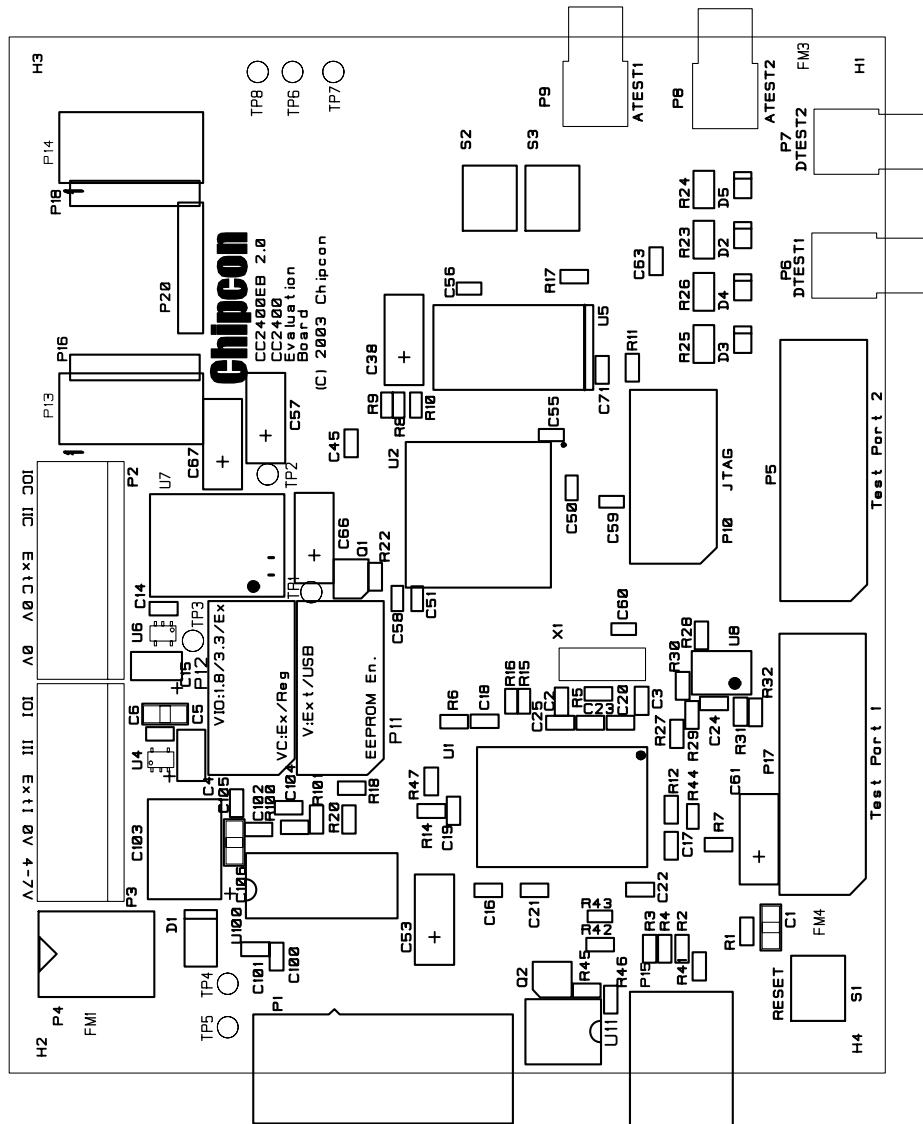 H3
TP8
TP6
TP7
P9
ATEST1
P8
ATEST2
FM3
H1
P14
P18
S2
S3
P7
DTEST2
R24
D5
P20
Chipcon
CC2400EB 2.0
CC2400
Evaluation
Board
(C) 2003 Chipcon
C56
R17
C63
R23
D2
P6
DTEST1
R26
D4
U5
P16
P13
C38
R25
D3
R11
C71
C67
C57
R9
R8
R10
C45
C55
U2
TP2
P2
U7
IOC IIC ExtC 0V 0V
C66
Q1
R22
C50
C59
P10
JTAG
P5
Test Port 2
C14
U6
TP3
TP1
C58
C51
C60
X1
C15
P12
VIO:1.8/3.3/Ex
VC:Ex/Reg
V:Ext/USB
EEPROM En.
P11
R28
U8
R30
R16
R15
R6
C18
C25
C2
R5
C23
C20
C3
R27
R29
C24
R31
R32
C6
C5
U4
C4
IOI III ExtI 0V 4-7V
U1
P17
Test Port 1
C105
C102
R100
C104
R101
R20
R18
R47
R14
C19
R12
R44
C61
C17
R7
C103
P3
C106
C16
C21
C22
D1
U100
C53
R43
R42
R3
R4
R2
R1
C1
FM4
C101
C100
TP4
TP5
P4
FM1
P1
Q2
R45
R46
P15
R41
RESET
S1
U11
H2
H4